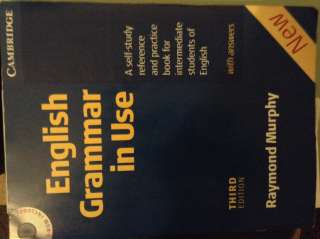 CAMBRIDGE
New
English
Grammar
in Use
A self-study
reference
and practice
book for
intermediate
students of
English
with answers
THIRD
EDITION
Raymond Murphy